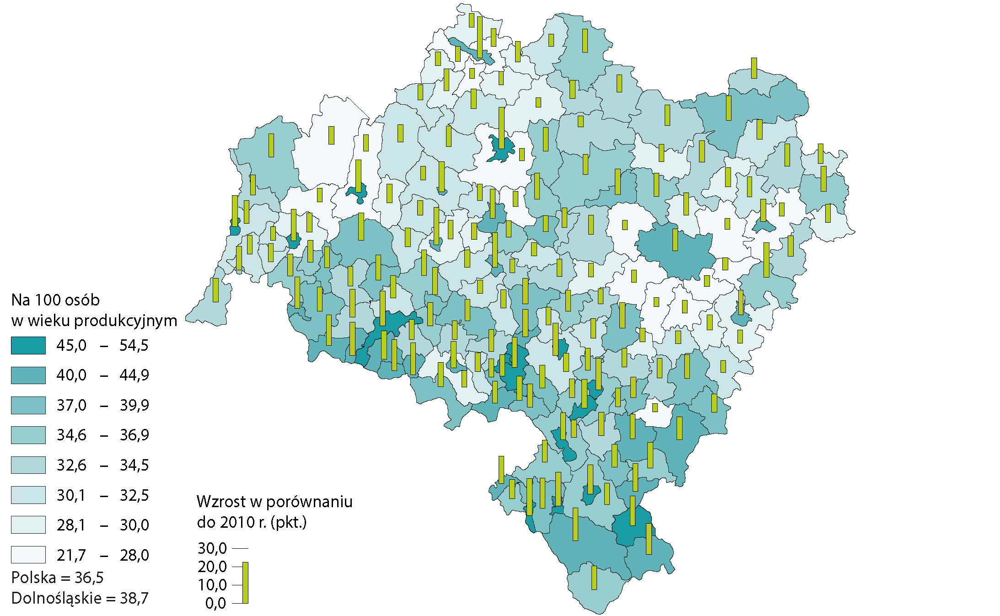 Na 100 osób
w wieku produkcyjnym
45,0 – 54,5
40,0 – 44,9
37,0 – 39,9
34,6 – 36,9
32,6 – 34,5
30,1 – 32,5
28,1 – 30,0
21,7 – 28,0
Polska = 36,5
Dolnośląskie = 38,7
Wzrost w porównaniu
do 2010 r. (pkt.)
30,0
20,0
10,0
0,0